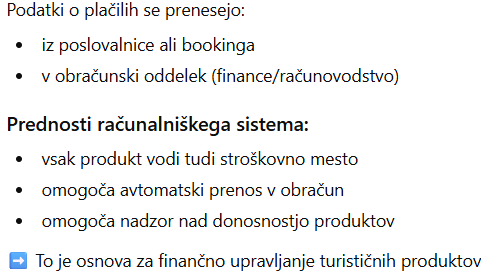 Podatki o plačilih se prenesejo:
• iz poslovalnice ali bookinga
• v obračunski oddelek (finance/računovodstvo)
Prednosti računalniškega sistema:
• vsak produkt vodi tudi stroškovno mesto
• omogoča avtomatski prenos v obračun
• omogoča nadzor nad donosnostjo produktov
➡️ To je osnova za finančno upravljanje turističnih produktov